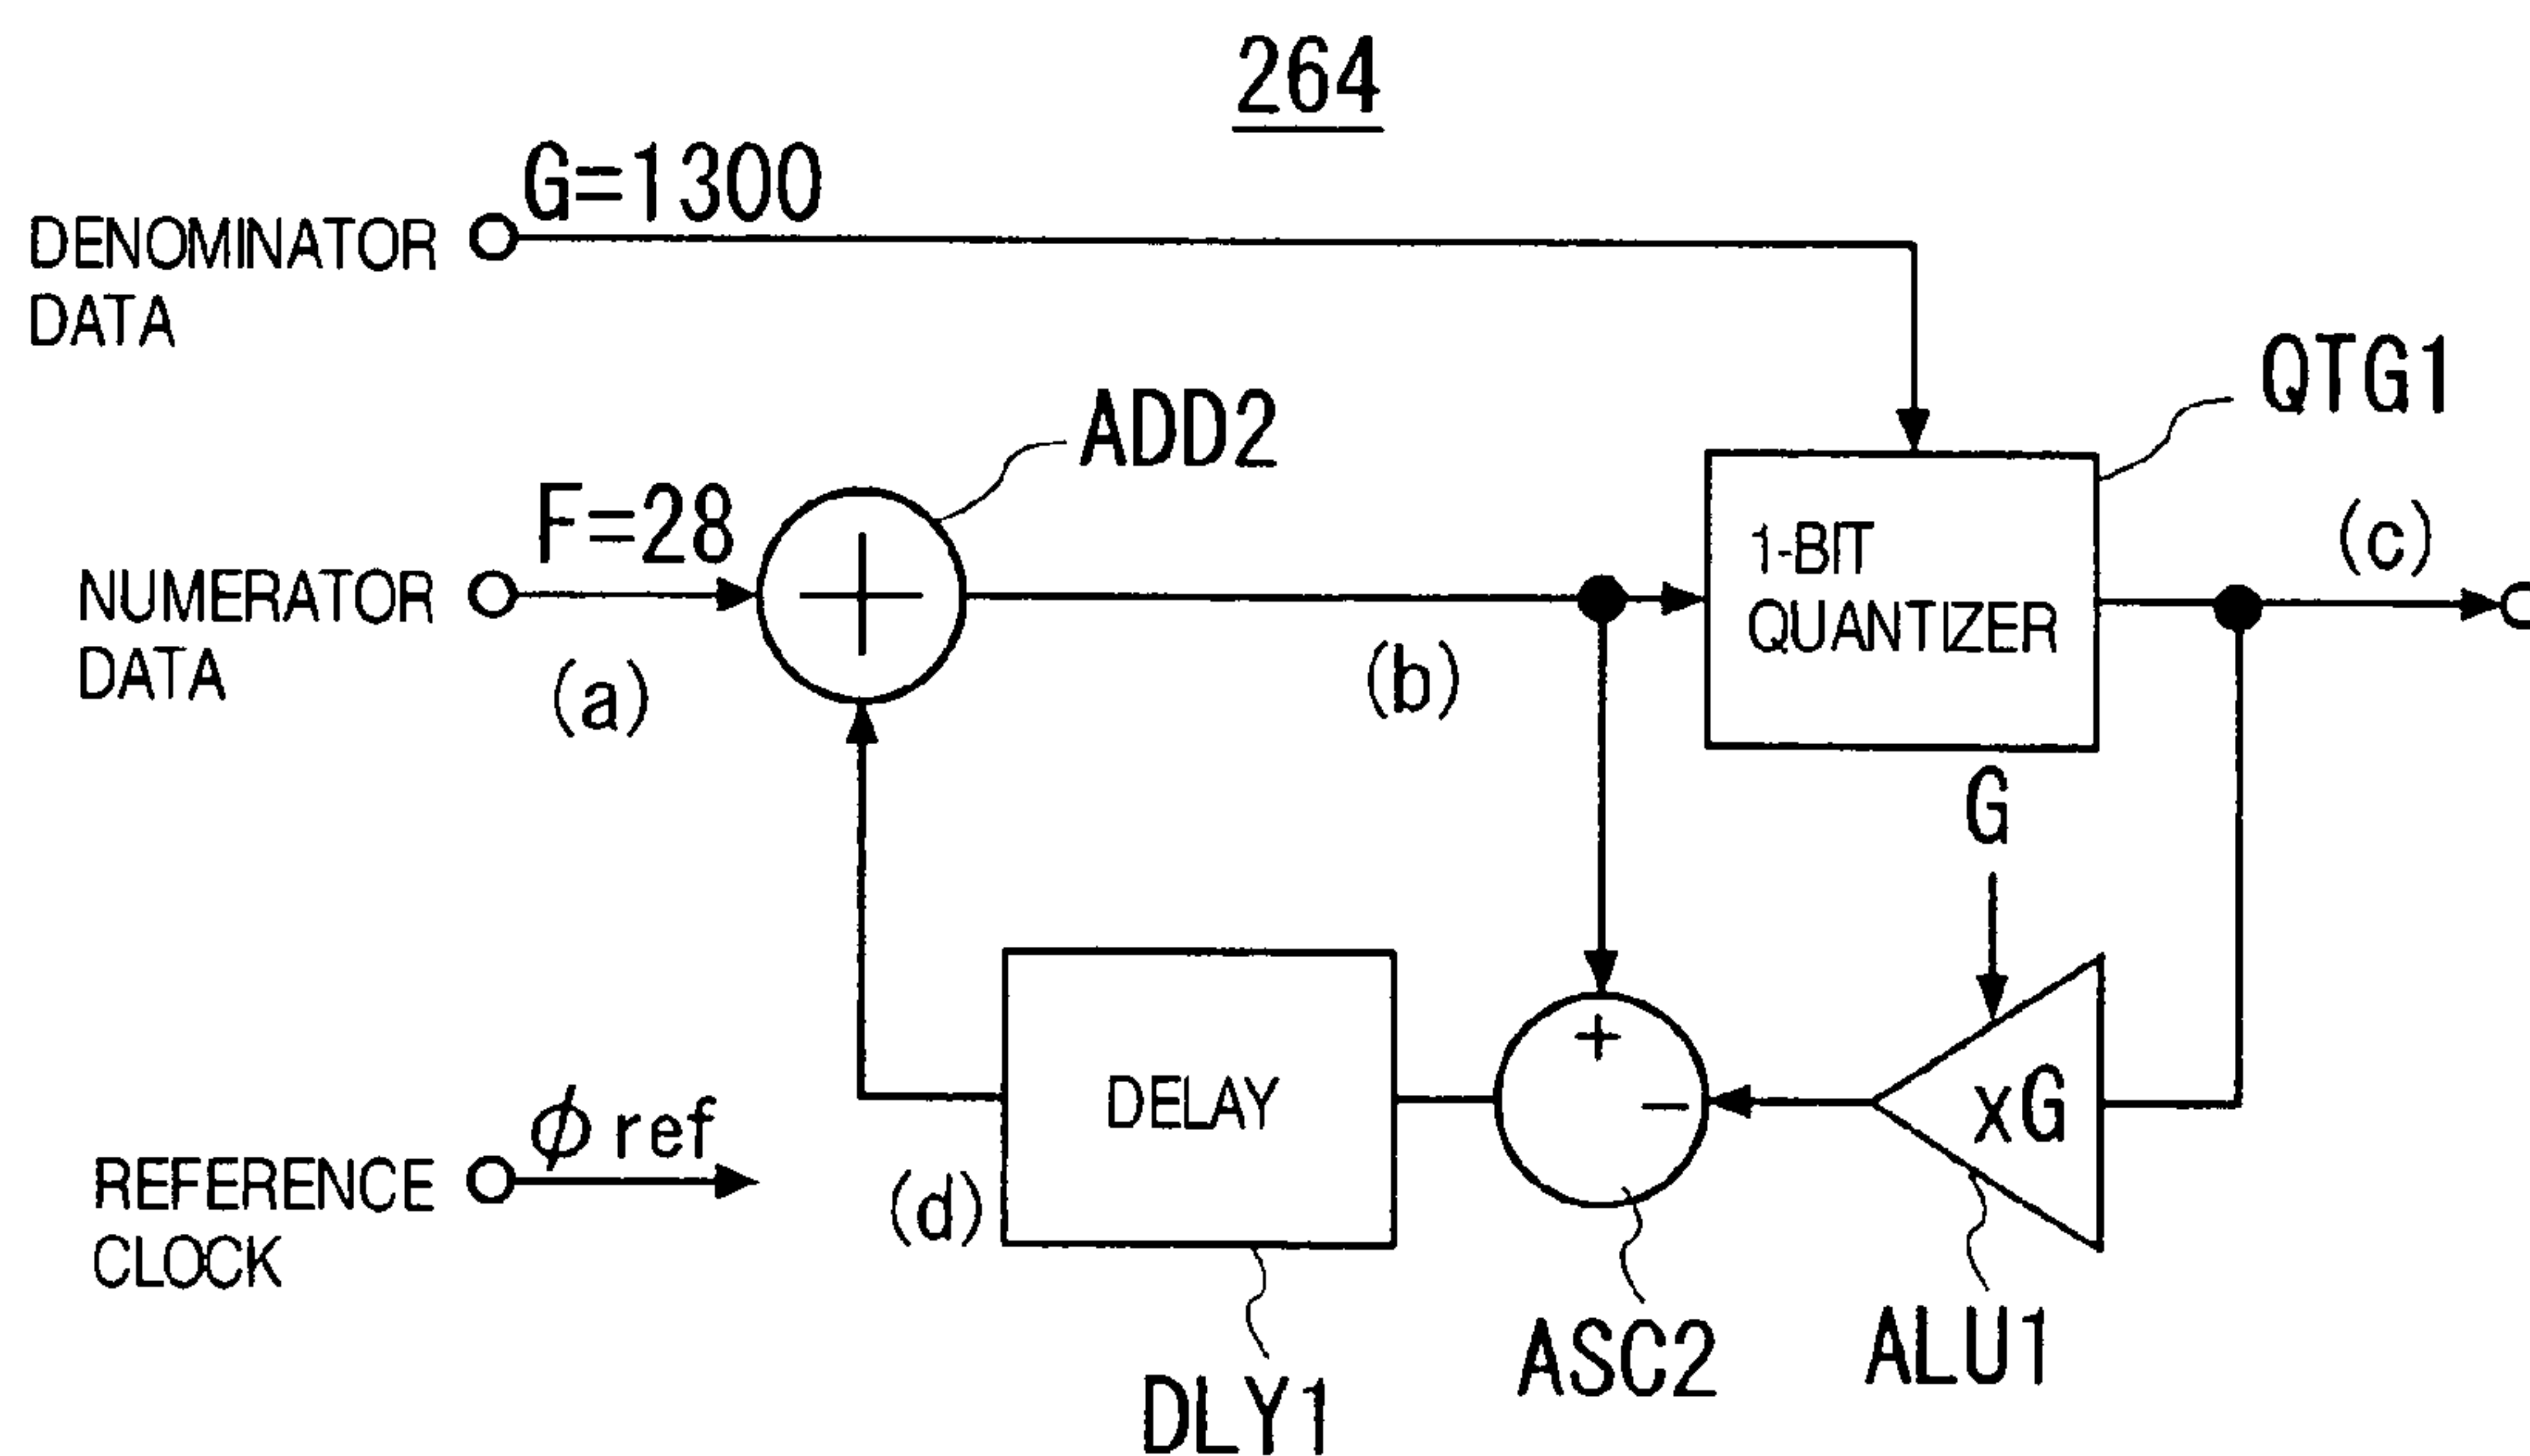 264
G=1300
DENOMINATOR
DATA
QTG1
ADD2
F=28
1-BIT
QUANTIZER
(c)
NUMERATOR
DATA
(a)
(b)
G
+
−
xG
DELAY
(d)
ϕ ref
REFERENCE
CLOCK
DLY1
ASC2
ALU1